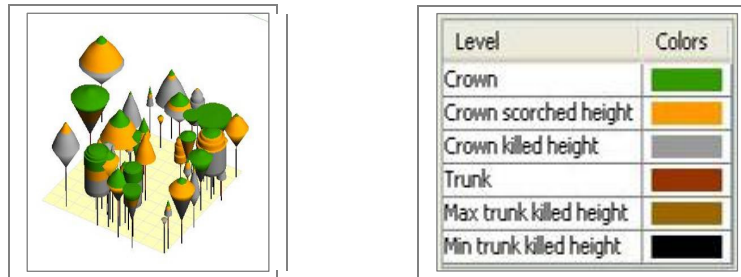 Level Colors
Crown
Crown scorched height
Crown killed height
Trunk
Max trunk killed height
Min trunk killed height